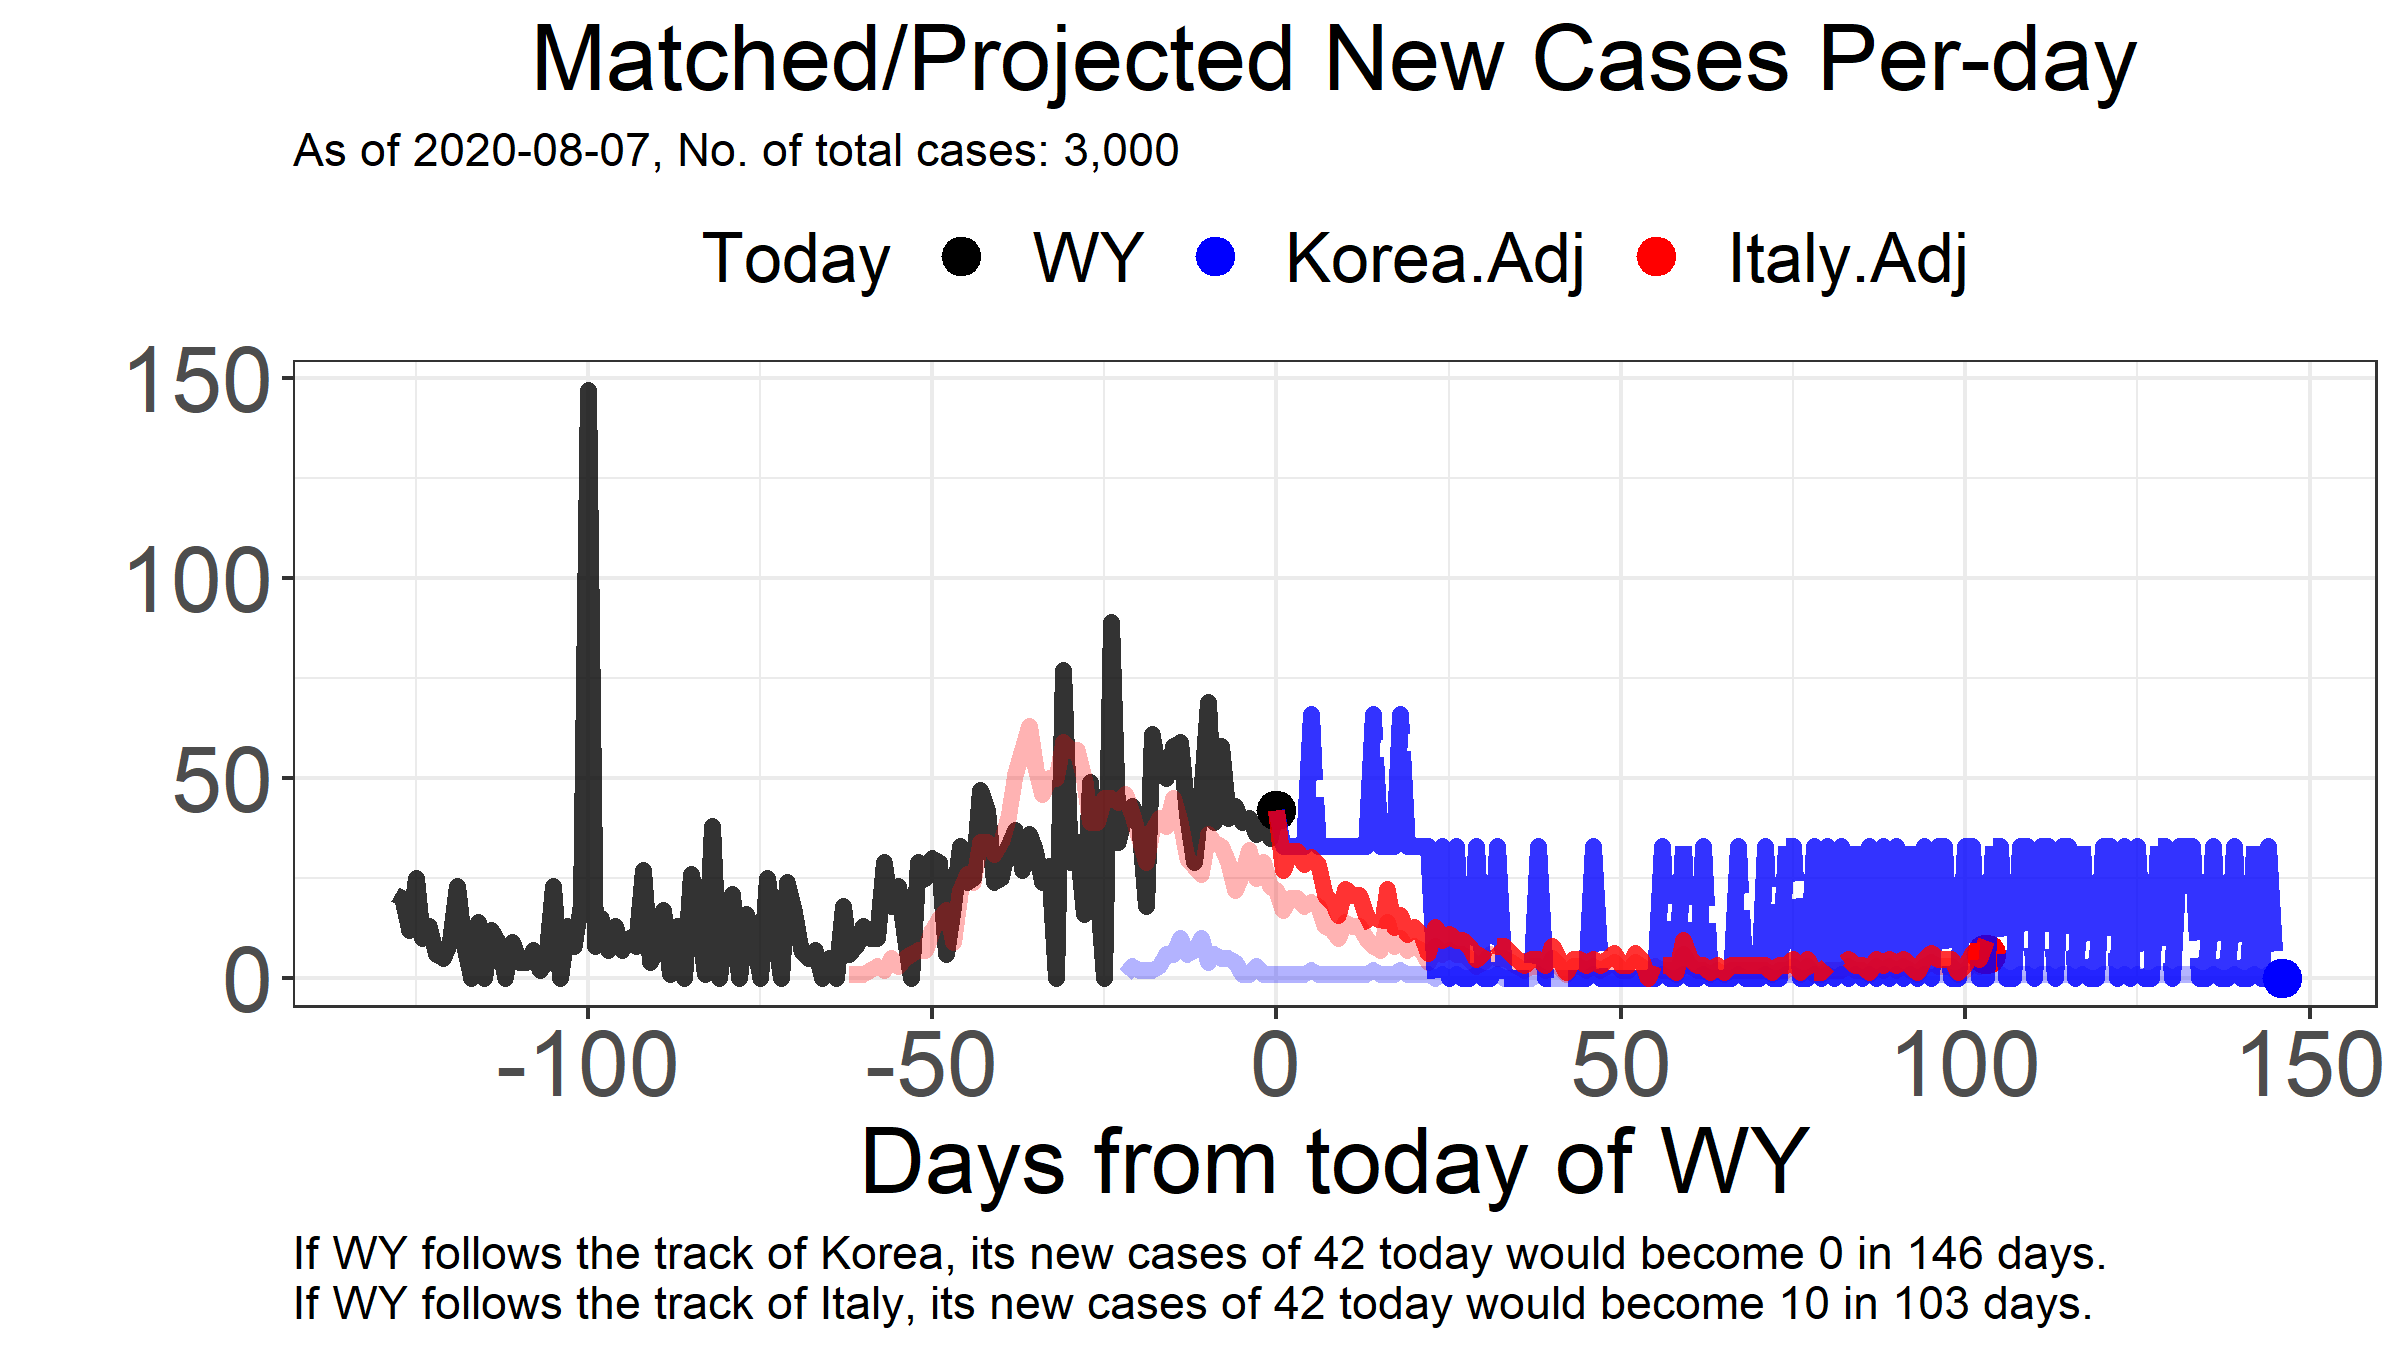 Matched/Projected New Cases Per-day
As of 2020-08-07, No. of total cases: 3,000
Today WY Korea.Adj Italy.Adj
150
100
50
0
-100 -50 0 50 100 150
Days from today of WY
If WY follows the track of Korea, its new cases of 42 today would become 0 in 146 days.
If WY follows the track of Italy, its new cases of 42 today would become 10 in 103 days.